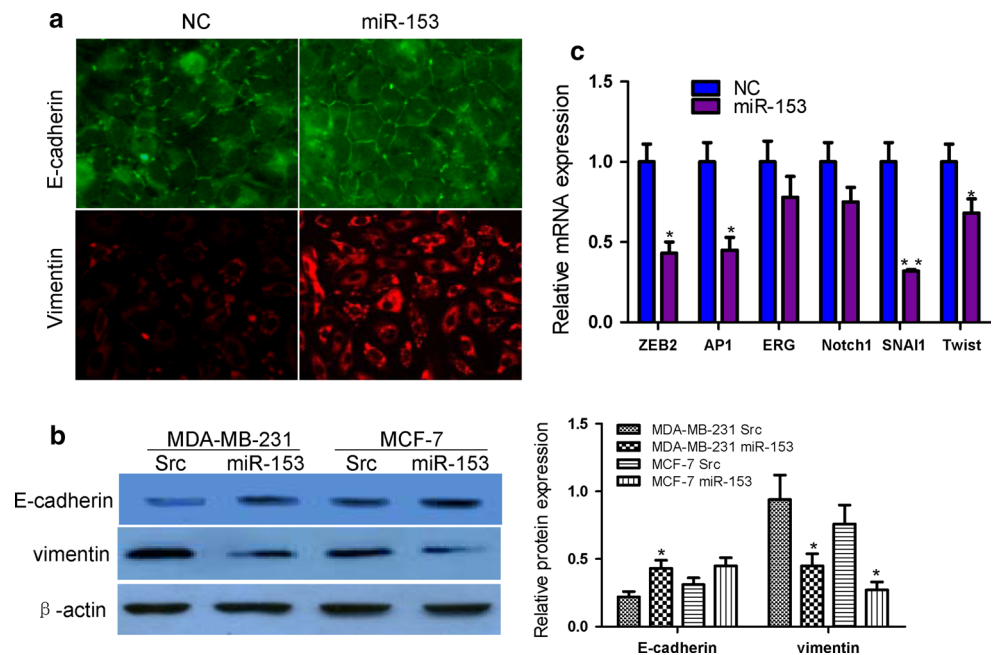 a
NC miR-153
E-cadherin
Vimentin
c
NC
miR-153
Relative mRNA expression
1.5
1.0
0.5
0.0
* * * * *
ZEB2 AP1 ERG Notch1 SNAI1 Twist
b
MDA-MB-231 MCF-7
Src miR-153 Src miR-153
E-cadherin
vimentin
β-actin
MDA-MB-231 Src
MDA-MB-231 miR-153
MCF-7 Src
MCF-7 miR-153
Relative protein expression
1.5
1.0
0.5
0.0
* * *
E-cadherin vimentin